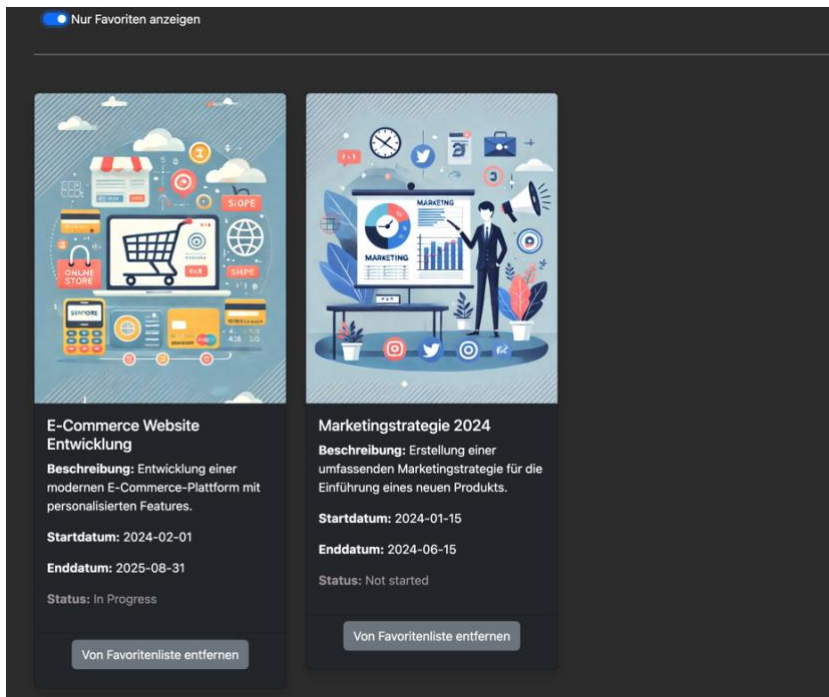 Nur Favoriten anzeigen
SIOPE
ONLINE
STORE
SHIPE
MARKETNG
MARKETING
E-Commerce Website
Entwicklung
Beschreibung: Entwicklung einer
modernen E-Commerce-Plattform mit
personalisierten Features.
Startdatum: 2024-02-01
Enddatum: 2025-08-31
Status: In Progress
Von Favoritenliste entfernen
Marketingstrategie 2024
Beschreibung: Erstellung einer
umfassenden Marketingstrategie für die
Einführung eines neuen Produkts.
Startdatum: 2024-01-15
Enddatum: 2024-06-15
Status: Not started
Von Favoritenliste entfernen